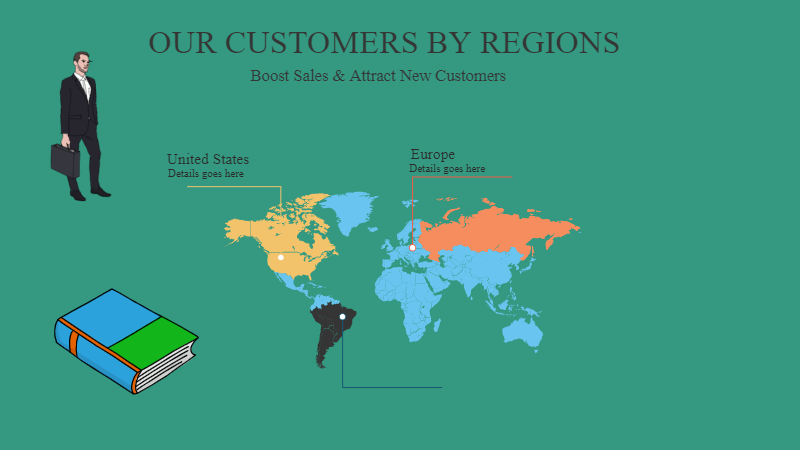 OUR CUSTOMERS BY REGIONS
Boost Sales & Attract New Customers
United States
Details goes here
Europe
Details goes here